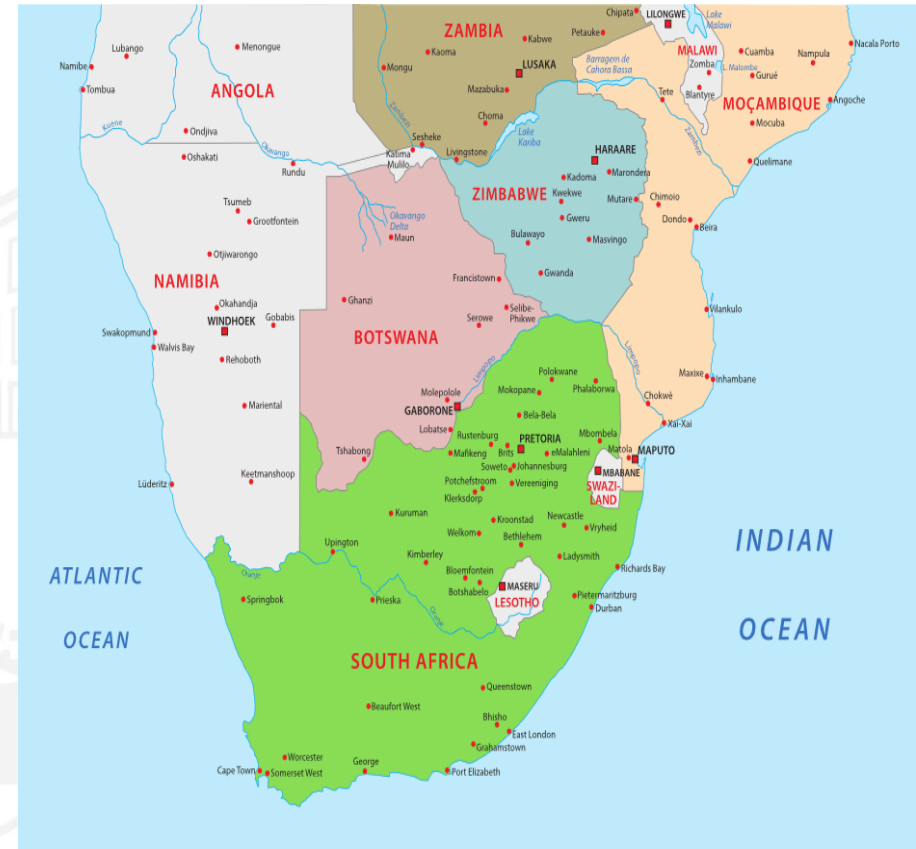 Chipata
LILONGWE
Lake
Malawi
ZAMBIA
Kabwe
Petauke
Nacala Porto
Lubango
Menongue
Kaoma
MALAWI
Cuamba
Nampula
Namibe
Mongu
LUSAKA
Barragem de
Cahora Bassa
Zomba
L. Malombe
Gurué
Tombua
ANGOLA
Mazabuka
Tete
Blantyre
MOÇAMBIQUE
Angoche
Zambezi
Choma
Mocuba
Kuene
Ondjiva
Sesheke
Lake
Kariba
Zambezi
Oshakati
Okavango
Katima
Mulilo
Livingstone
HARAARE
Quelimane
Rundu
Kadoma
Marondera
ZIMBABWE
Kwekwe
Mutare
Chimoio
Tsumeb
Grootfontein
Okavango
Delta
Gweru
Dondo
Beira
Maun
Bulawayo
Masvingo
Otjiwarongo
NAMIBIA
Francistown
Gwanda
Okahandja
Ghanzi
Selibe-
Phikwe
Vilankulo
WINDHOEK
Gobabis
Serowe
Swakopmund
BOTSWANA
Walvis Bay
Rehoboth
Limpopo
Limpopo
Polokwane
Maxixe
Inhambane
Mokopane
Phalaborwa
Mariental
Molepolole
GABORONE
Chokwè
Bela-Bela
Xai-Xai
Lobatse
Rustenburg
PRETORIA
Mbombela
Tshabong
Mafikeng
Brits
eMalahleni
Matola
MAPUTO
Soweto
Johannesburg
MBABANE
Keetmanshoop
Potchefstroom
Vereeniging
SWAZI-
LAND
Lüderitz
Klerksdorp
Kuruman
Kroonstad
Newcastle
Vryheid
Welkom
Bethlehem
INDIAN
OCEAN
Upington
Kimberley
Ladysmith
ATLANTIC
OCEAN
Oranje
Bloemfontein
Richards Bay
Botshabelo
MASERU
Springbok
Prieska
LESOTHO
Pietermaritzburg
Orange
Durban
SOUTH AFRICA
Queenstown
Beaufort West
Bhisho
East London
Grahamstown
Worcester
Cape Town
Somerset West
George
Port Elizabeth